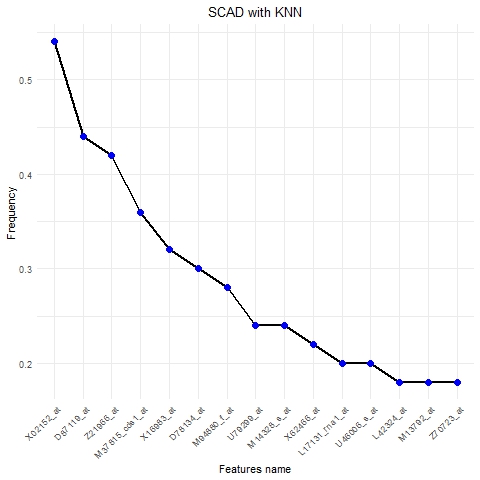 SCAD with KNN
Frequency
0.5
0.4
0.3
0.2
X02152_at
D87119_at
Z21966_at
M37815_cds1_at
X16983_at
D78134_at
M94880_f_at
U79299_at
M14328_s_at
X62466_at
L17131_rna1_at
U46006_s_at
L42324_at
M13792_at
Z70723_at
Features name